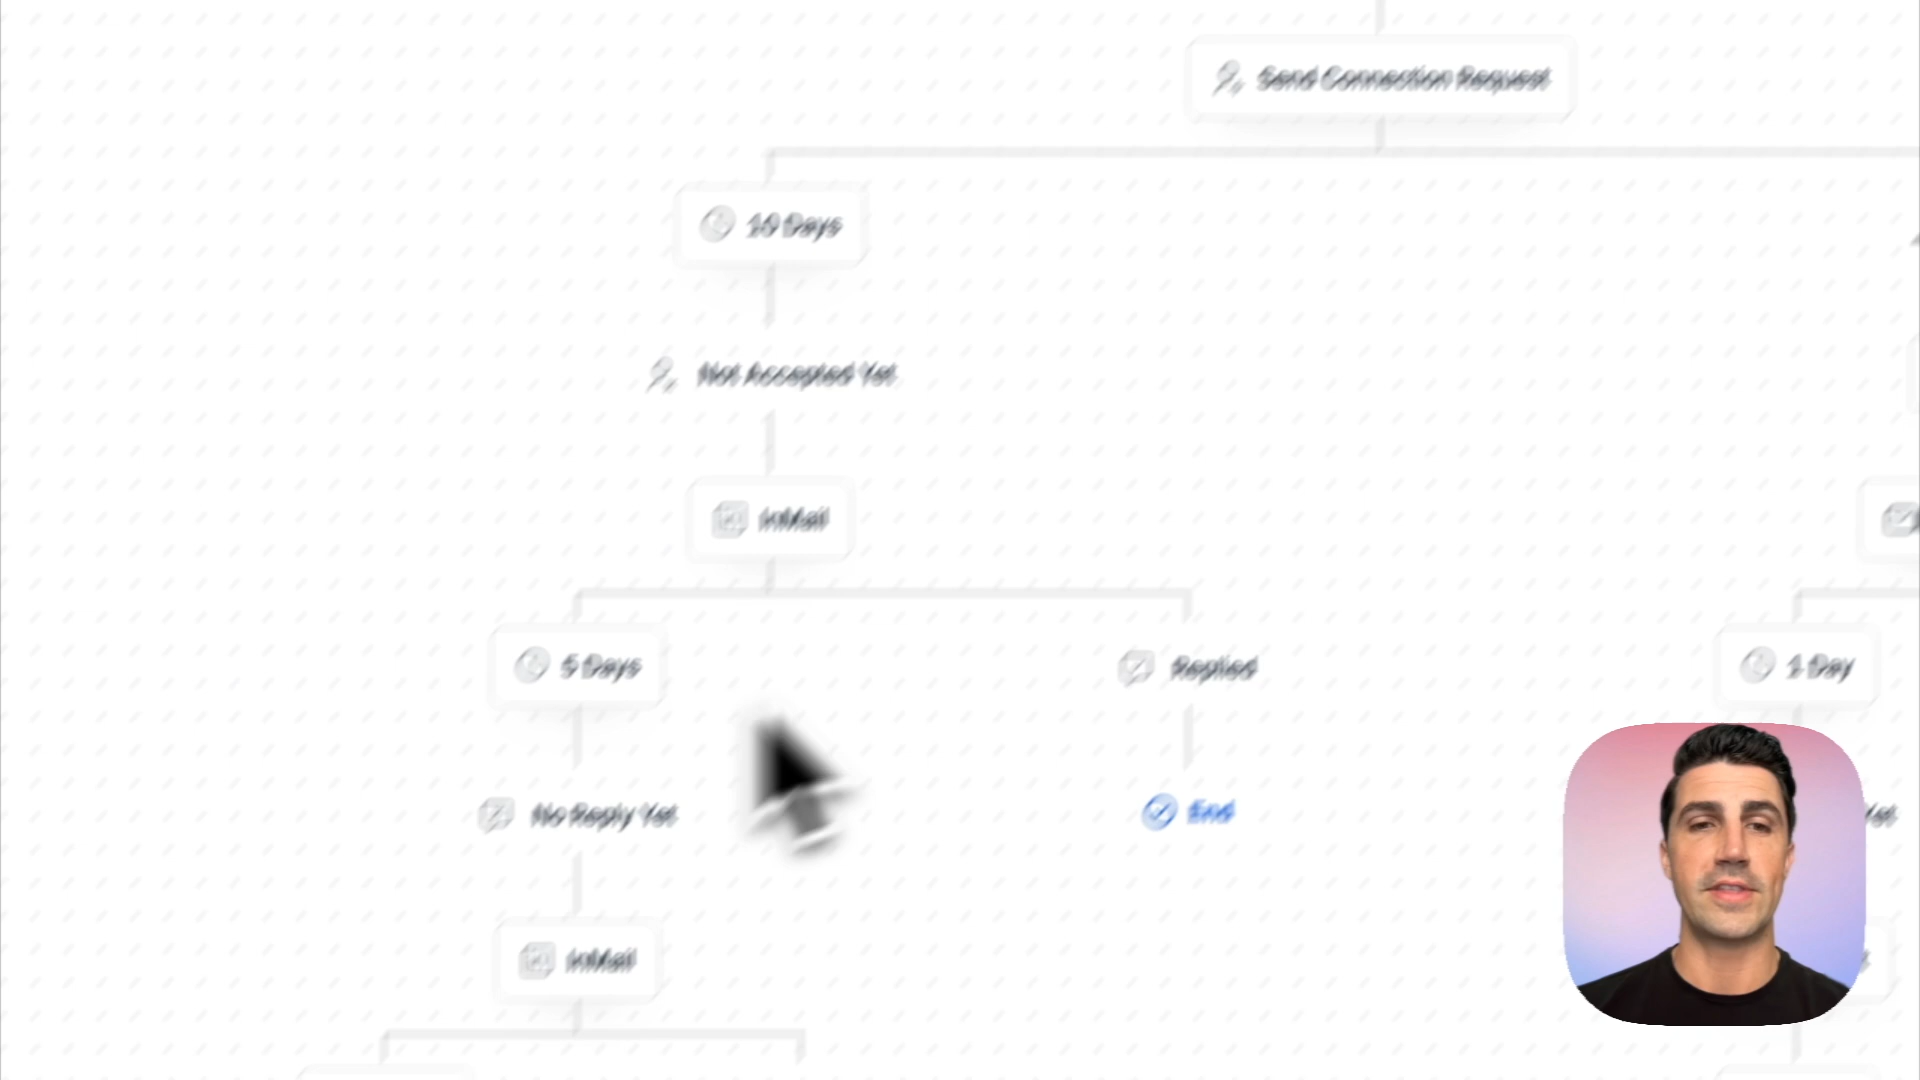 Send Connection Request
10 Days
Not Accepted Yet
InMail
5 Days
Replied
1 Day
No Reply Yet
End
Yet
InMail